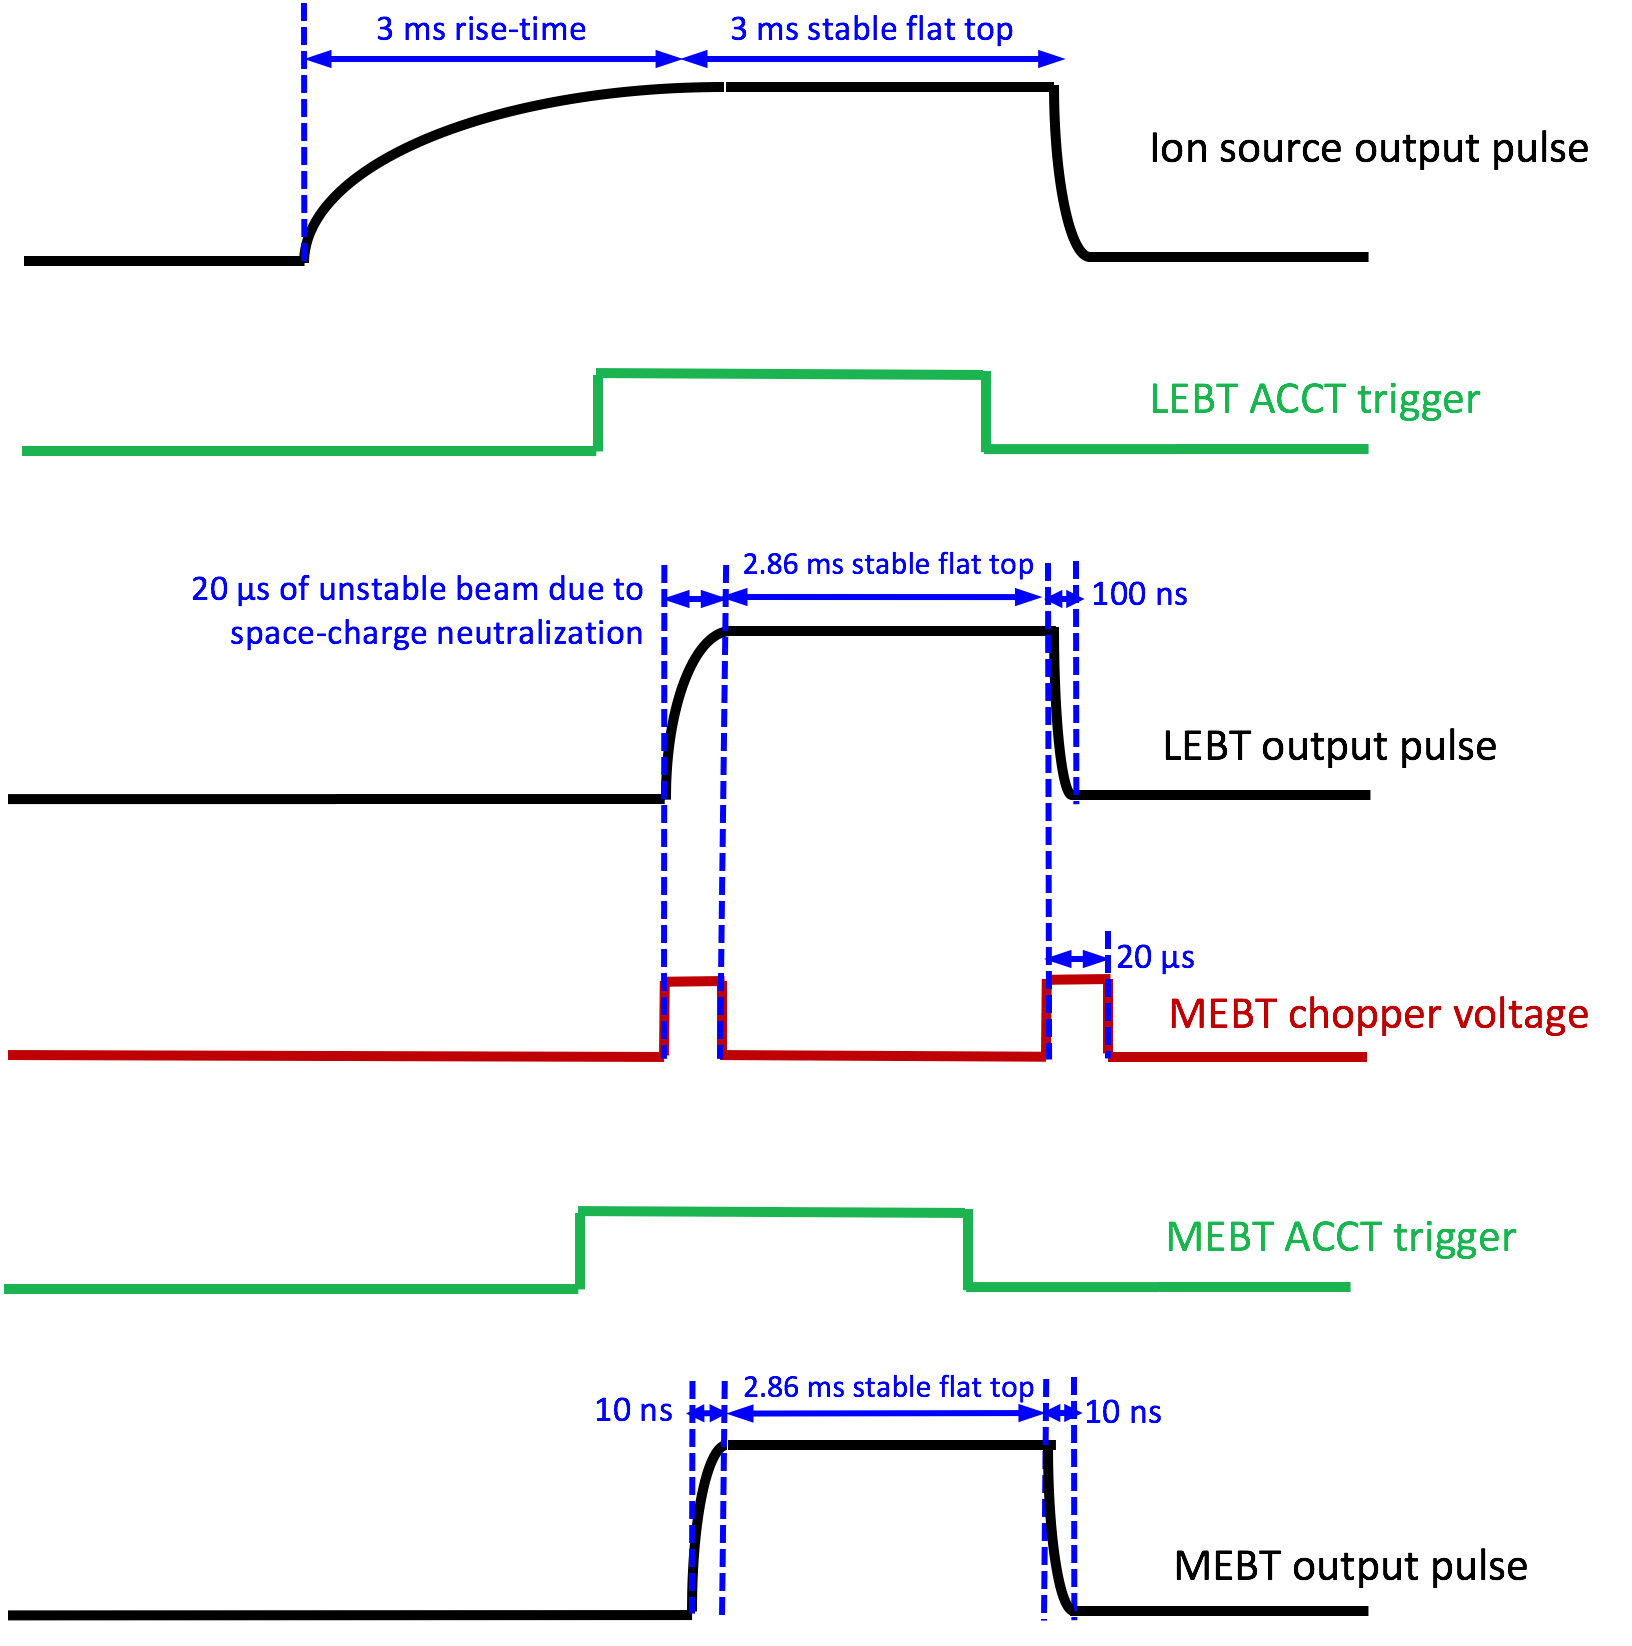 3 ms rise-time
3 ms stable flat top
Ion source output pulse
LEBT ACCT trigger
2.86 ms stable flat top
20 µs of unstable beam due to
space-charge neutralization
100 ns
LEBT output pulse
20 µs
MEBT chopper voltage
MEBT ACCT trigger
2.86 ms stable flat top
10 ns
10 ns
MEBT output pulse